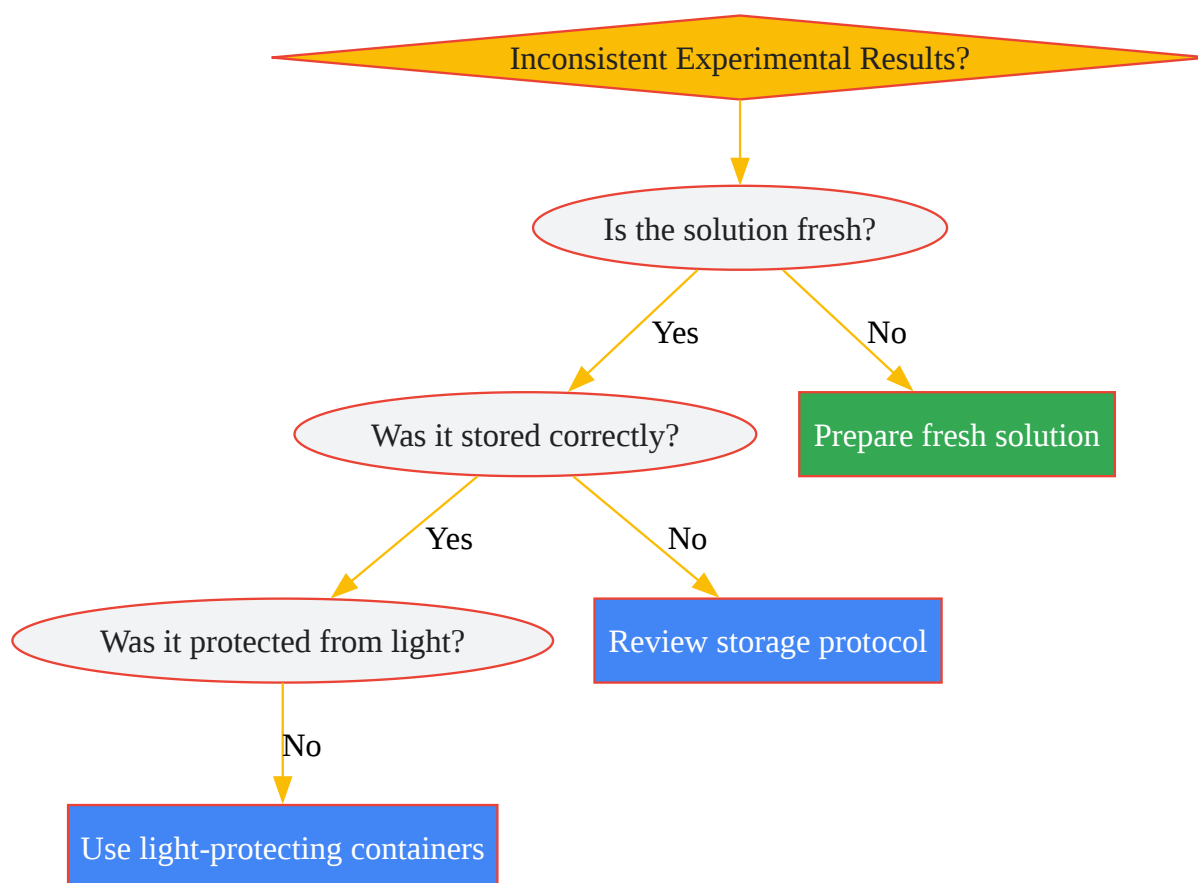 Inconsistent Experimental Results?
Is the solution fresh?
Yes
No
Was it stored correctly?
Prepare fresh solution
Yes
No
Was it protected from light?
Review storage protocol
No
Use light-protecting containers